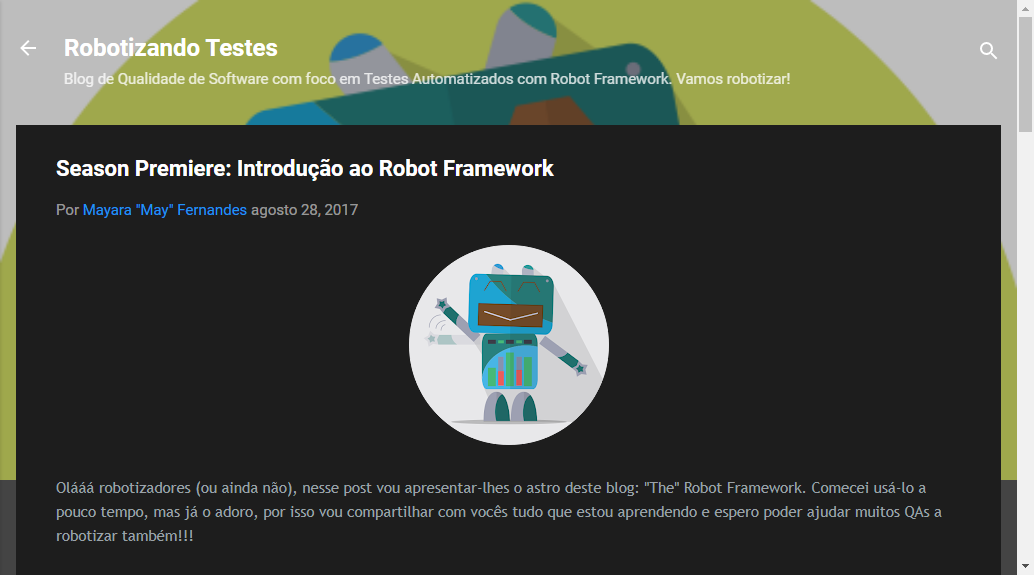 Robotizando Testes
Blog de Qualidade de Software com foco em Testes Automatizados com Robot Framework. Vamos robotizar!
Season Premiere: Introdução ao Robot Framework
Por Mayara "May" Fernandes agosto 28, 2017
Olááá robotizadores (ou ainda não), nesse post vou apresentar-lhes o astro deste blog: "The" Robot Framework. Comecei usá-lo a
pouco tempo, mas já o adoro, por isso vou compartilhar com vocês tudo que estou aprendendo e espero poder ajudar muitos QAs a
robotizar também!!!